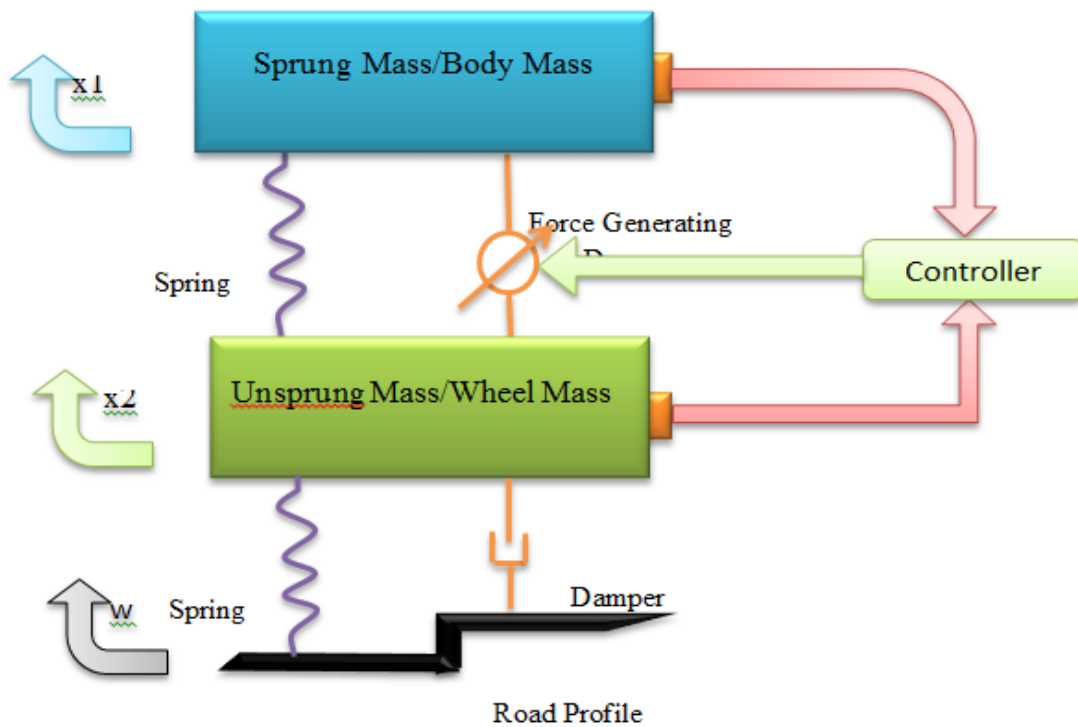 Sprung Mass/Body Mass
x1
Force Generating
Spring
Controller
Unsprung Mass/Wheel Mass
x2
Damper
w
Spring
Road Profile